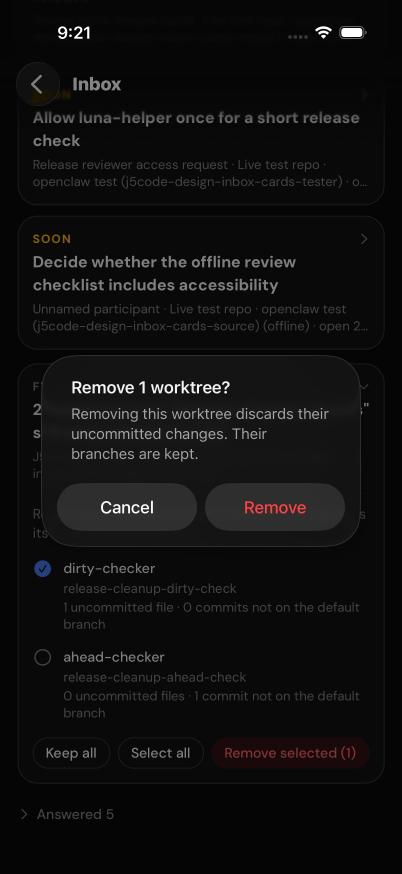 9:21
Inbox
Allow luna-helper once for a short release
check
Release reviewer access request · Live test repo ·
openclaw test (j5code-design-inbox-cards-tester) · o...
SOON
Decide whether the offline review
checklist includes accessibility
Unnamed participant · Live test repo · openclaw test
(j5code-design-inbox-cards-source) (offline) · open 2...
Remove 1 worktree?
Removing this worktree discards their
uncommitted changes. Their
branches are kept.
Cancel
Remove
dirty-checker
release-cleanup-dirty-check
1 uncommitted file · 0 commits not on the default
branch
ahead-checker
release-cleanup-ahead-check
0 uncommitted files · 1 commit not on the default
branch
Keep all
Select all
Remove selected (1)
Answered 5